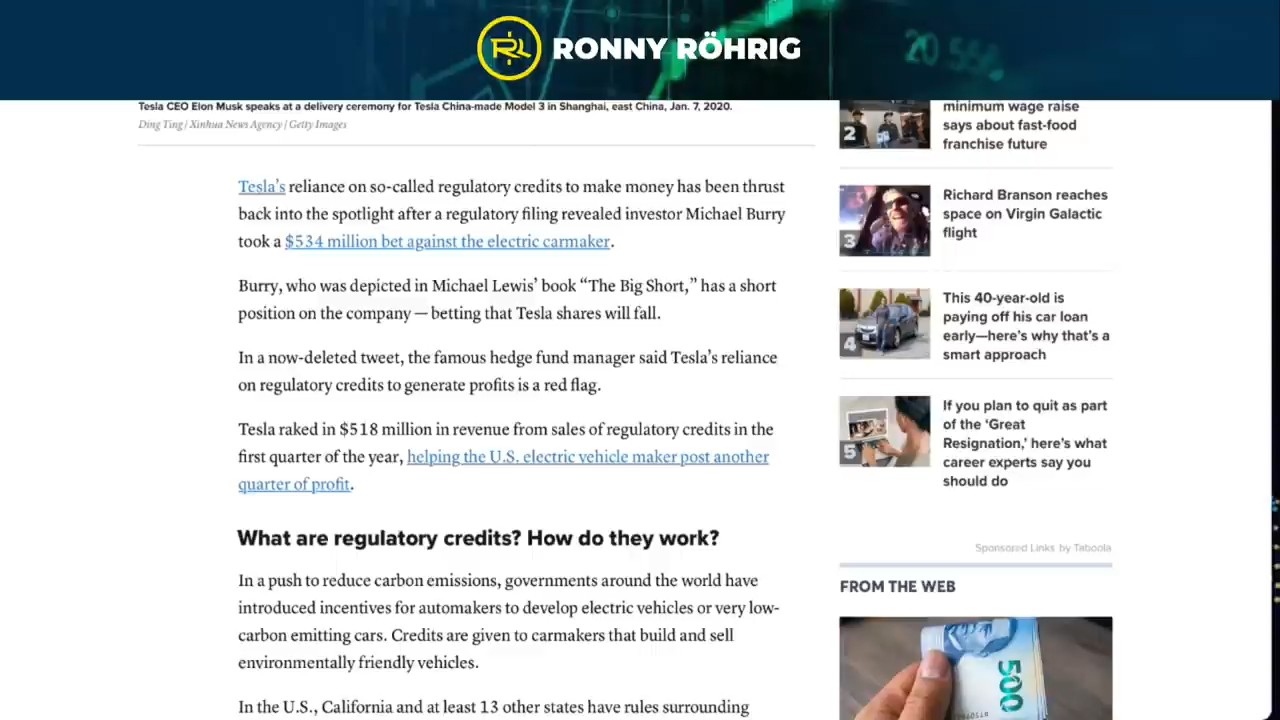 RL RONNY RÖHRIG
20 566
Tesla CEO Elon Musk speaks at a delivery ceremony for Tesla China-made Model 3 in Shanghai, east China, Jan. 7, 2020.
Ding Ting / Xinhua News Agency / Getty Images
Tesla's reliance on so-called regulatory credits to make money has been thrust
back into the spotlight after a regulatory filing revealed investor Michael Burry
took a $534 million bet against the electric carmaker.
Burry, who was depicted in Michael Lewis' book “The Big Short,” has a short
position on the company — betting that Tesla shares will fall.
In a now-deleted tweet, the famous hedge fund manager said Tesla's reliance
on regulatory credits to generate profits is a red flag.
Tesla raked in $518 million in revenue from sales of regulatory credits in the
first quarter of the year, helping the U.S. electric vehicle maker post another
quarter of profit.
What are regulatory credits? How do they work?
In a push to reduce carbon emissions, governments around the world have
introduced incentives for automakers to develop electric vehicles or very low-
carbon emitting cars. Credits are given to carmakers that build and sell
environmentally friendly vehicles.
In the U.S., California and at least 13 other states have rules surrounding
2
minimum wage raise
says about fast-food
franchise future
3
Richard Branson reaches
space on Virgin Galactic
flight
4
This 40-year-old is
paying off his car loan
early—here's why that's a
smart approach
5
If you plan to quit as part
of the ‘Great
Resignation,’ here's what
career experts say you
should do
Sponsored Links by Taboola
FROM THE WEB
500